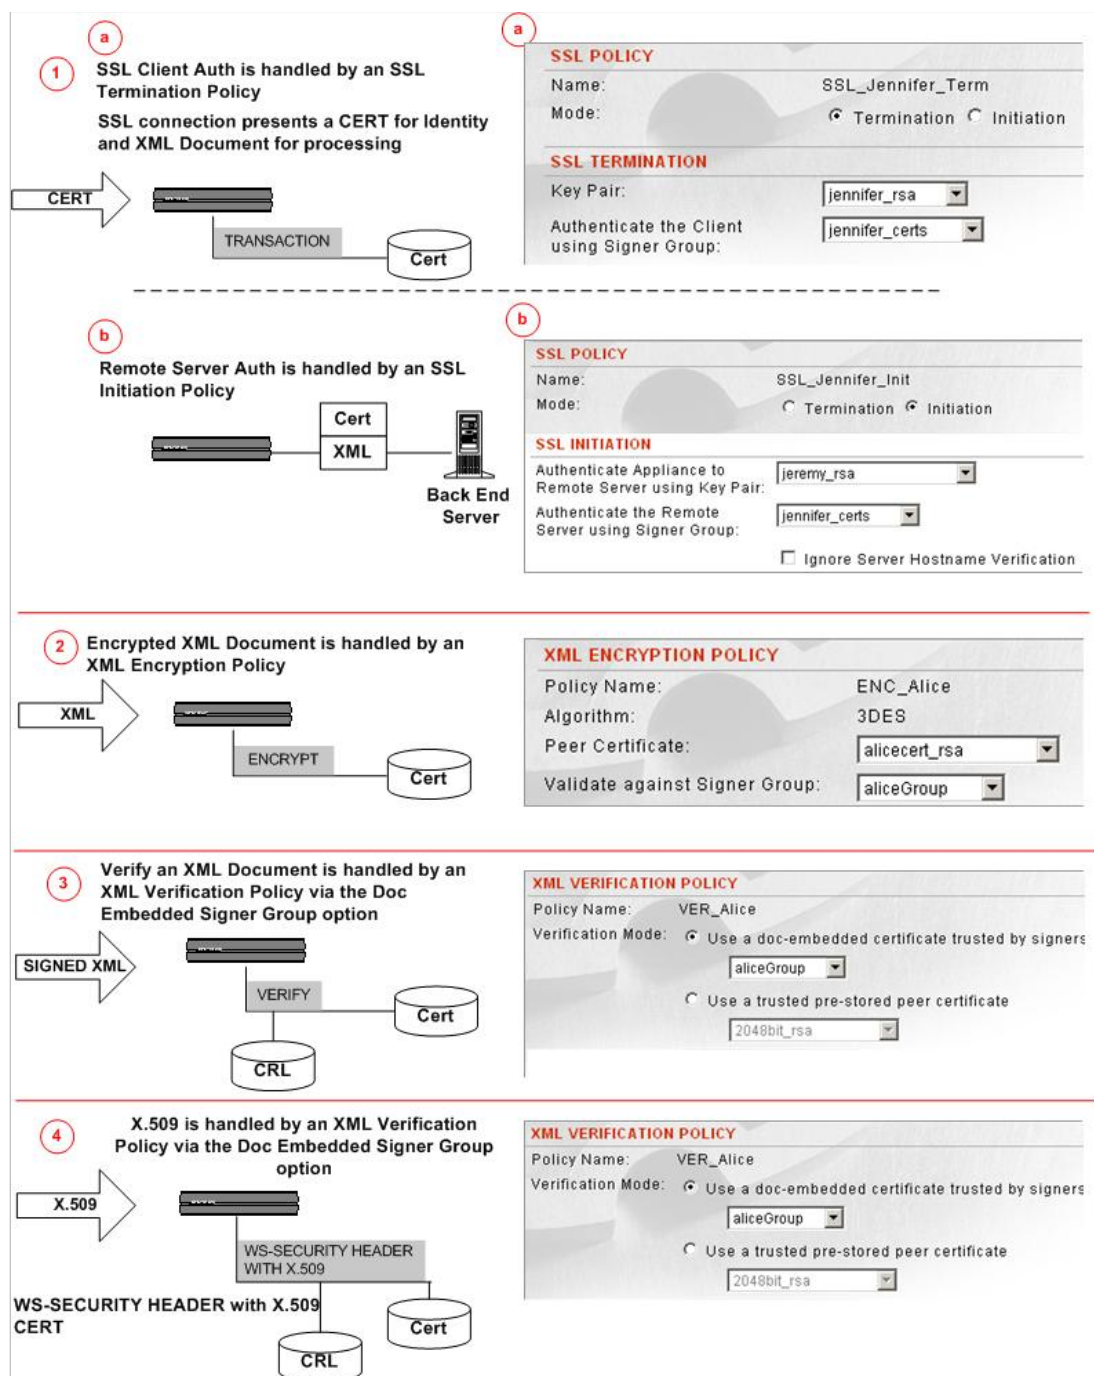 a
1
SSL Client Auth is handled by an SSL
Termination Policy
SSL connection presents a CERT for Identity
and XML Document for processing
CERT
TRANSACTION
Cert
a
SSL POLICY
Name: SSL_Jennifer_Term
Mode: Termination Initiation
SSL TERMINATION
Key Pair: jennifer_rsa
Authenticate the Client
using Signer Group: jennifer_certs
b
Remote Server Auth is handled by an SSL
Initiation Policy
Cert
XML
Back End
Server
b
SSL POLICY
Name: SSL_Jennifer_Init
Mode: Termination Initiation
SSL INITIATION
Authenticate Appliance to
Remote Server using Key Pair: jeremy_rsa
Authenticate the Remote
Server using Signer Group: jennifer_certs
Ignore Server Hostname Verification
2
Encrypted XML Document is handled by an
XML Encryption Policy
XML
ENCRYPT
Cert
XML ENCRYPTION POLICY
Policy Name: ENC_Alice
Algorithm: 3DES
Peer Certificate: alicecert_rsa
Validate against Signer Group: aliceGroup
3
Verify an XML Document is handled by an
XML Verification Policy via the Doc
Embedded Signer Group option
SIGNED XML
VERIFY
Cert
CRL
XML VERIFICATION POLICY
Policy Name: VER_Alice
Verification Mode: Use a doc-embedded certificate trusted by signers
aliceGroup
Use a trusted pre-stored peer certificate
2048bit_rsa
4
X.509 is handled by an XML Verification
Policy via the Doc Embedded Signer Group
option
X.509
WS-SECURITY HEADER
WITH X.509
WS-SECURITY HEADER with X.509
CERT
Cert
CRL
XML VERIFICATION POLICY
Policy Name: VER_Alice
Verification Mode: Use a doc-embedded certificate trusted by signers
aliceGroup
Use a trusted pre-stored peer certificate
2048bit_rsa